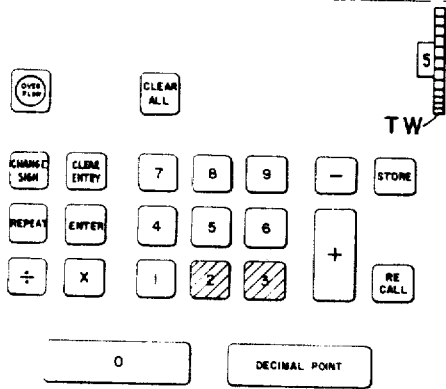 5
OVER
FLOW
CLEAR
ALL
TW
CHANGE
SIGN
CLEAR
ENTRY
7
8
9
−
STORE
REPEAT
ENTER
4
5
6
+
÷
X
1
2
3
RE
CALL
0
DECIMAL POINT